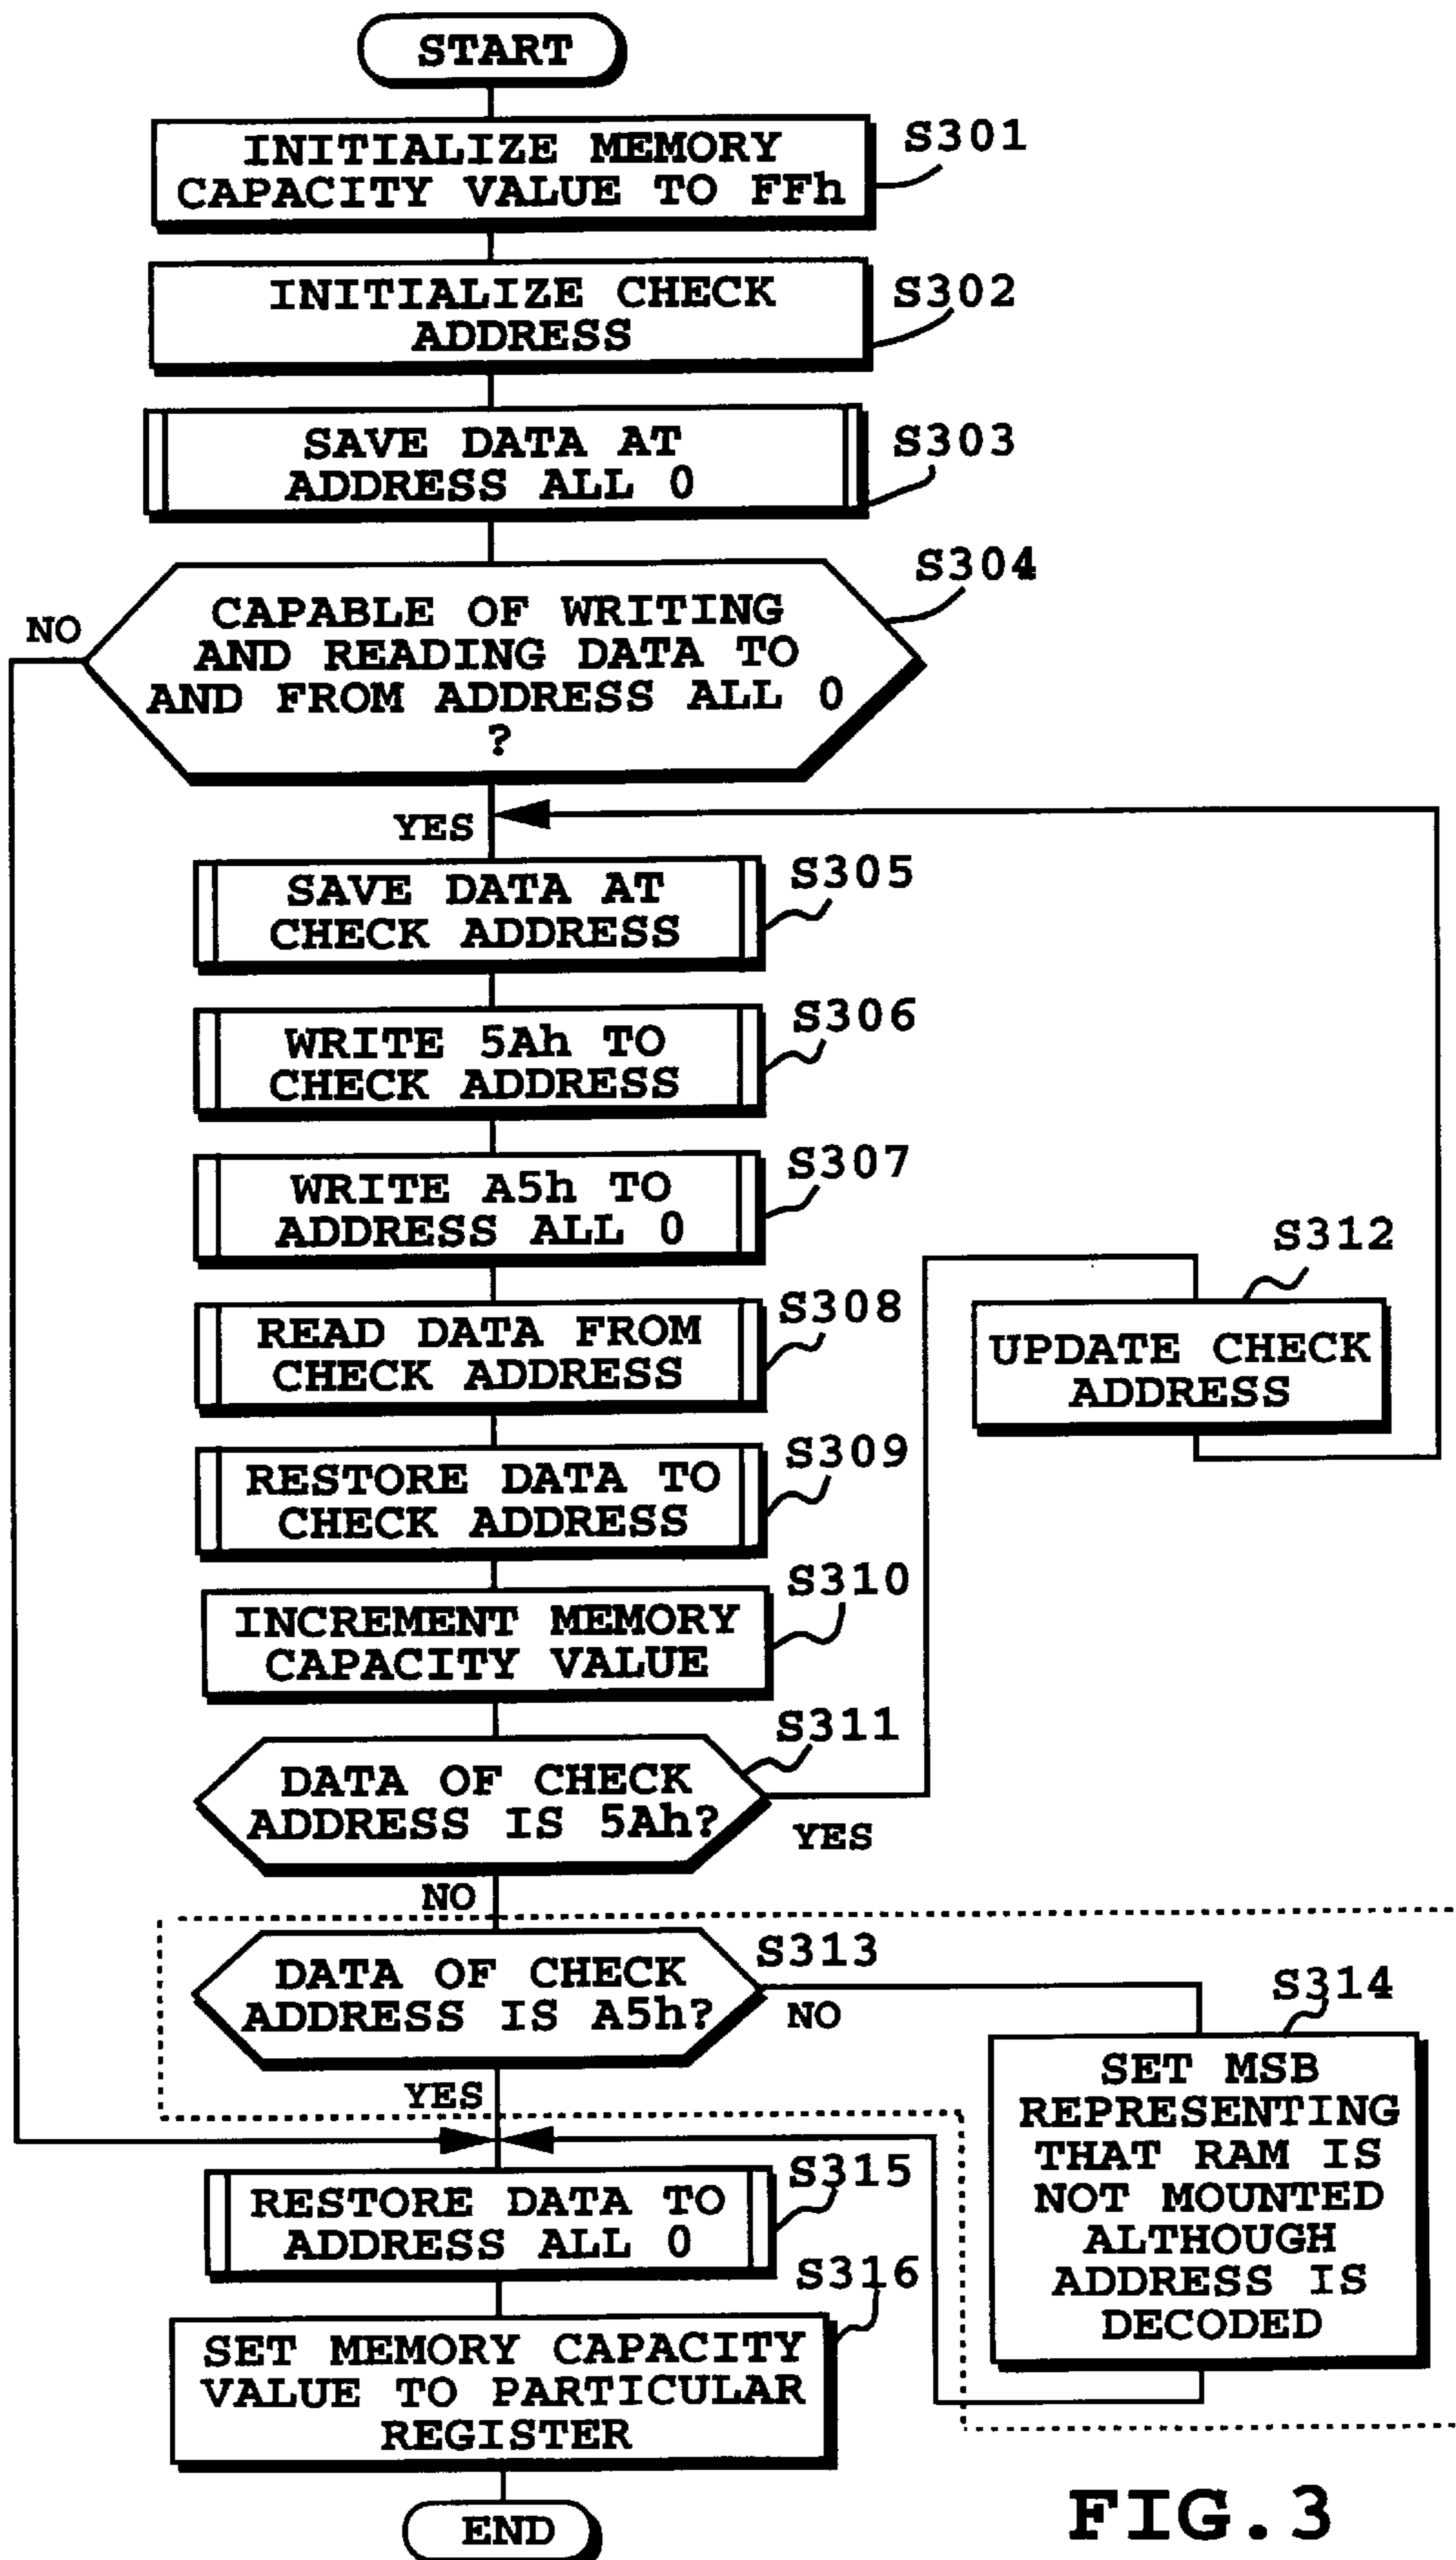 START
INITIALIZE MEMORY
CAPACITY VALUE TO FFh
S301
INITIALIZE CHECK
ADDRESS
S302
SAVE DATA AT
ADDRESS ALL 0
S303
CAPABLE OF WRITING
AND READING DATA TO
AND FROM ADDRESS ALL 0
?
S304
NO
YES
SAVE DATA AT
CHECK ADDRESS
S305
WRITE 5Ah TO
CHECK ADDRESS
S306
WRITE A5h TO
ADDRESS ALL 0
S307
READ DATA FROM
CHECK ADDRESS
S308
UPDATE CHECK
ADDRESS
S312
RESTORE DATA TO
CHECK ADDRESS
S309
INCREMENT MEMORY
CAPACITY VALUE
S310
DATA OF CHECK
ADDRESS IS 5Ah?
S311
YES
NO
DATA OF CHECK
ADDRESS IS A5h?
S313
NO
YES
S314
SET MSB
REPRESENTING
THAT RAM IS
NOT MOUNTED
ALTHOUGH
ADDRESS IS
DECODED
RESTORE DATA TO
ADDRESS ALL 0
S315
SET MEMORY CAPACITY
VALUE TO PARTICULAR
REGISTER
S316
END
FIG.3